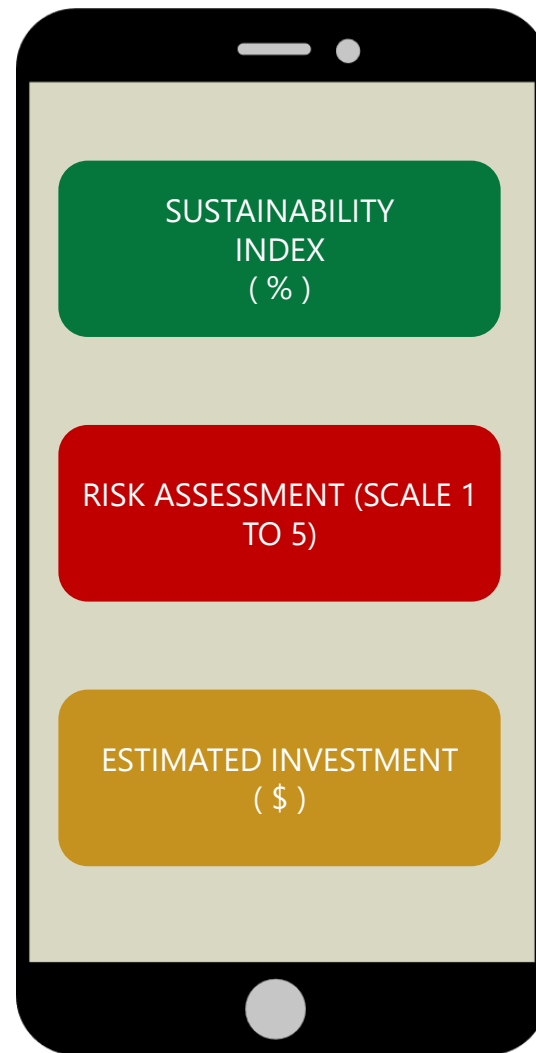 SUSTAINABILITY
INDEX
( % )
RISK ASSESSMENT (SCALE 1
TO 5)
ESTIMATED INVESTMENT
( $ )